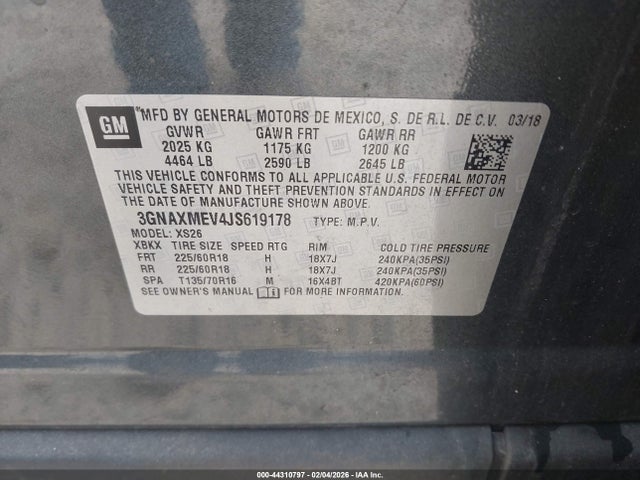 GM
MFD BY GENERAL MOTORS DE MEXICO, S. DE R.L. DE C.V. 03/18
GVWR GAWR FRT GAWR RR
2025 KG 1175 KG 1200 KG
4464 LB 2590 LB 2645 LB
THIS VEHICLE CONFORMS TO ALL APPLICABLE U.S. FEDERAL MOTOR
VEHICLE SAFETY AND THEFT PREVENTION STANDARDS IN EFFECT ON
THE DATE OF MANUFACTURE SHOWN ABOVE.
3GNAXMEV4JS619178 TYPE: M.P.V.
MODEL: XS26
XBKX TIRE SIZE SPEED RTG RIM COLD TIRE PRESSURE
FRT 225/60R18 H 18X7J 240KPA(35PSI)
RR 225/60R18 H 18X7J 240KPA(35PSI)
SPA T135/70R16 M 16X4BT 420KPA(60PSI)
SEE OWNER'S MANUAL FOR MORE INFORMATION.
000-44310797 - 02/04/2026 - IAA Inc.